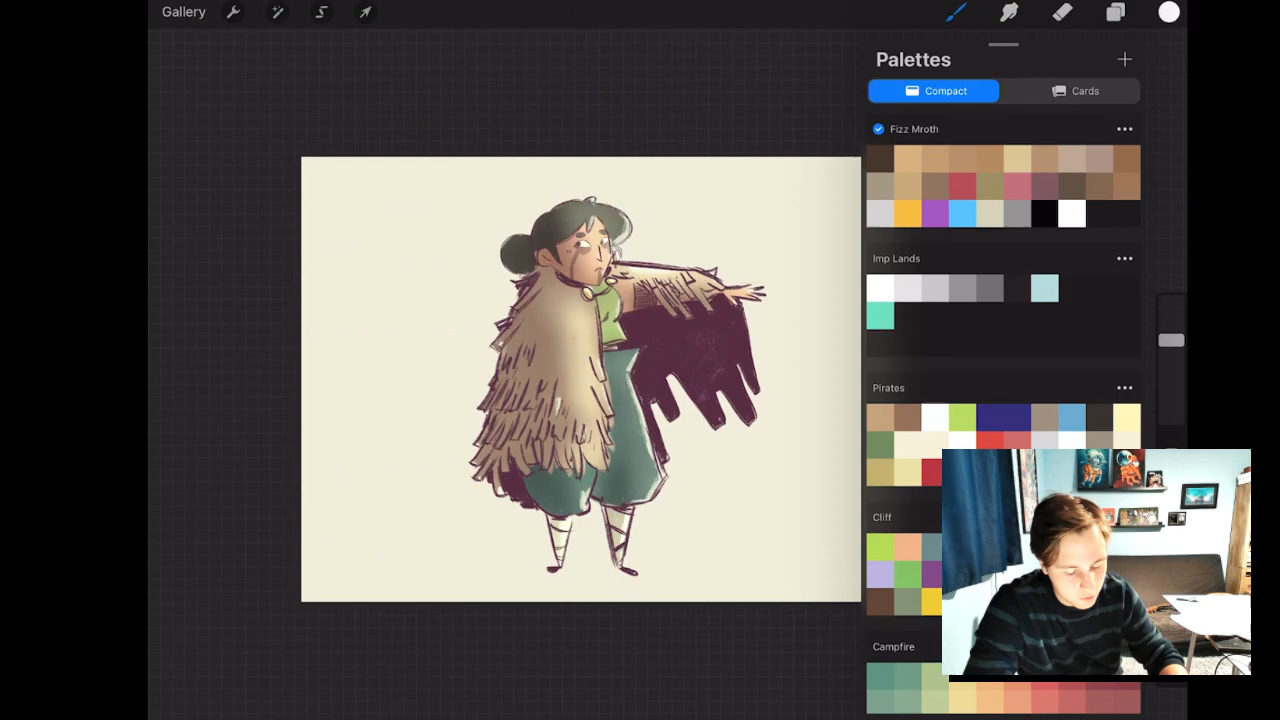 Gallery
Palettes
Compact
Cards
Fizz Mroth
Imp Lands
Pirates
Cliff
Campfire